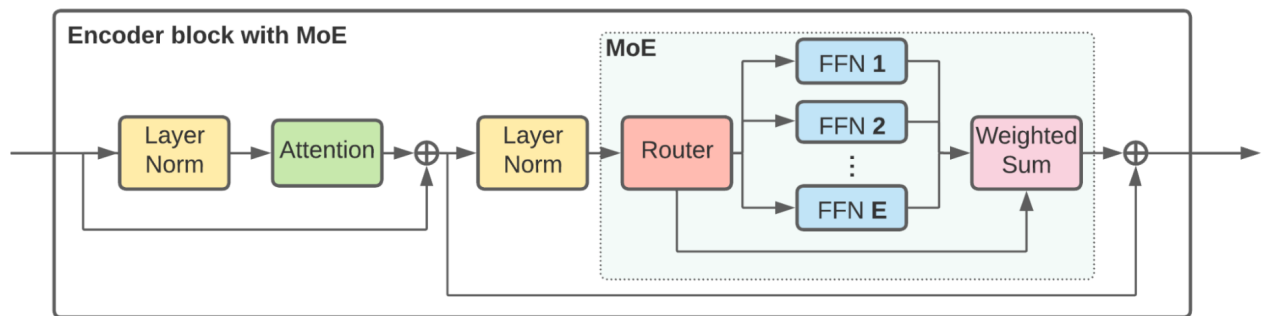 Encoder block with MoE
MoE
Layer
Norm
Attention
Layer
Norm
Router
FFN 1
FFN 2
⋮
FFN E
Weighted
Sum